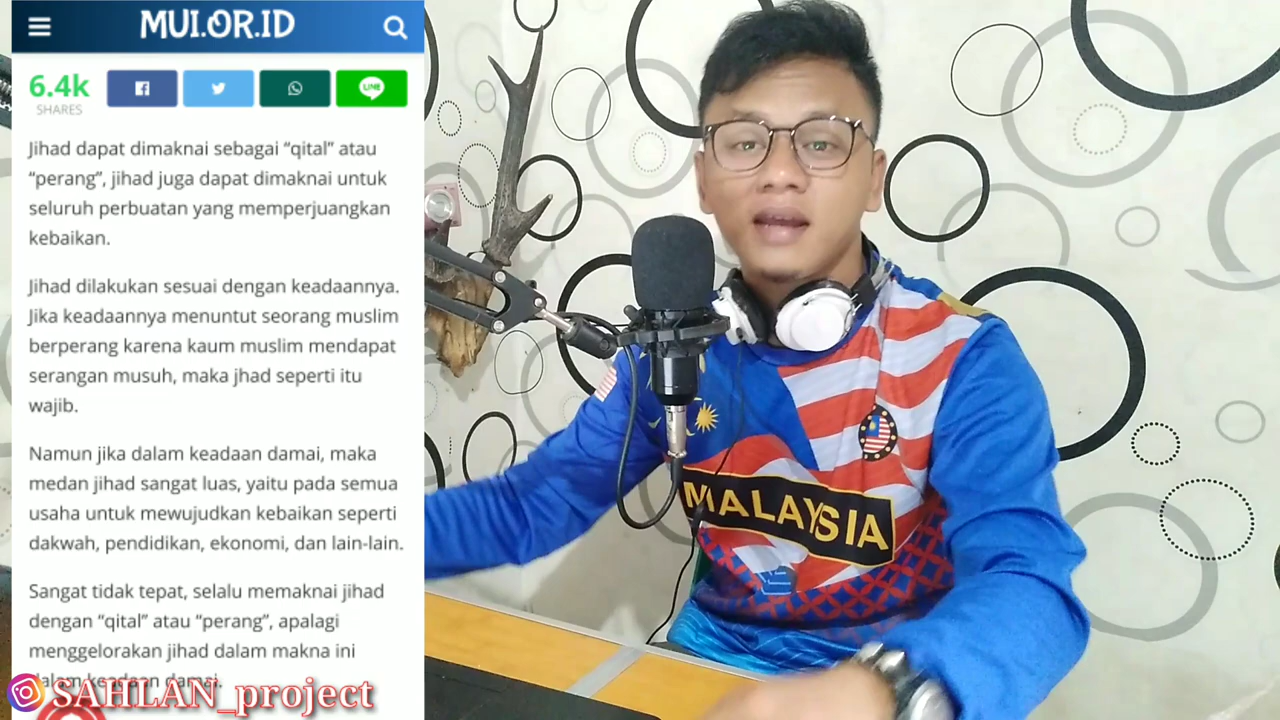 MUI.OR.ID
6.4k
SHARES
LINE
Jihad dapat dimaknai sebagai “qital” atau
“perang”, jihad juga dapat dimaknai untuk
seluruh perbuatan yang memperjuangkan
kebaikan.
Jihad dilakukan sesuai dengan keadaannya.
Jika keadaannya menuntut seorang muslim
berperang karena kaum muslim mendapat
serangan musuh, maka jhad seperti itu
wajib.
Namun jika dalam keadaan damai, maka
medan jihad sangat luas, yaitu pada semua
usaha untuk mewujudkan kebaikan seperti
dakwah, pendidikan, ekonomi, dan lain-lain.
Sangat tidak tepat, selalu memaknai jihad
dengan “qital” atau “perang”, apalagi
menggelorakan jihad dalam makna ini
dalam keadaan damai.
SAHLAN_project
MALAYSIA